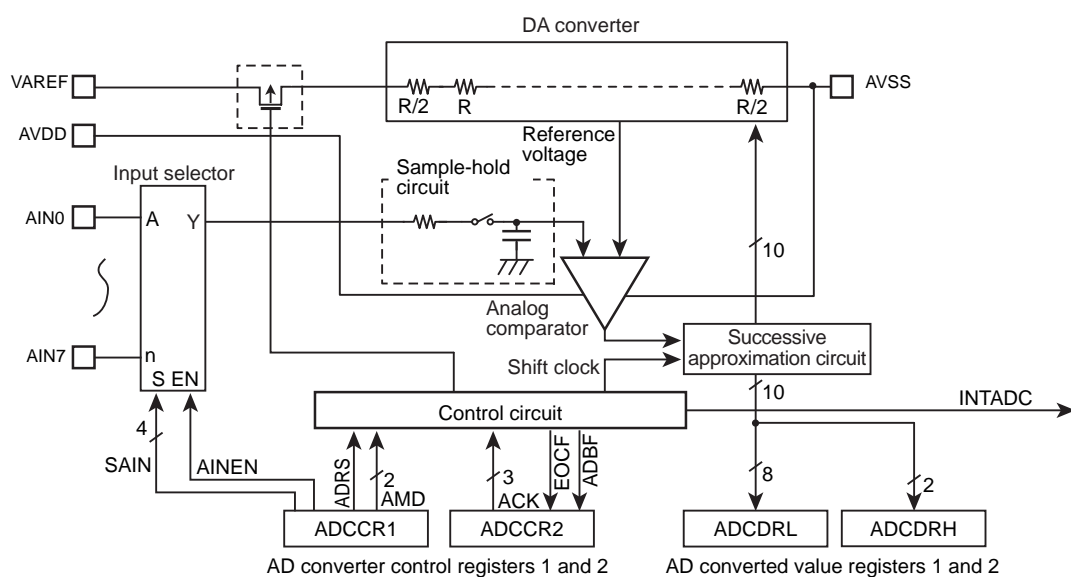 DA converter
VAREF
AVSS
R/2
R
R/2
AVDD
Reference
voltage
Input selector
Sample-hold
circuit
AIN0
A
Y
10
Analog
comparator
Successive
approximation circuit
AIN7
n
Shift clock
S EN
10
INTADC
Control circuit
4
SAIN
AINEN
ADRS
2
AMD
3
ACK
EOCF
ADBF
8
2
ADCCR1
ADCCR2
ADCDRL
ADCDRH
AD converter control registers 1 and 2
AD converted value registers 1 and 2